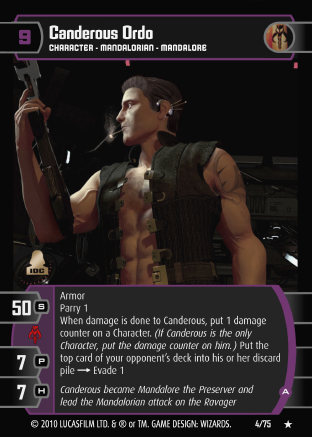 9
Canderous Ordo
CHARACTER - MANDALORIAN - MANDALORE
IDC
50 S
7 P
7 H
Armor
Parry 1
When damage is done to Canderous, put 1 damage
counter on a Character. (If Canderous is the only
Character, put the damage counter on him.) Put the
top card of your opponent's deck into his or her discard
pile → Evade 1
Canderous became Mandalore the Preserver and
lead the Mandalorian attack on the Ravager
A
© 2010 LUCASFILM LTD. & ® or TM. GAME DESIGN: WIZARDS. 4/75 ★